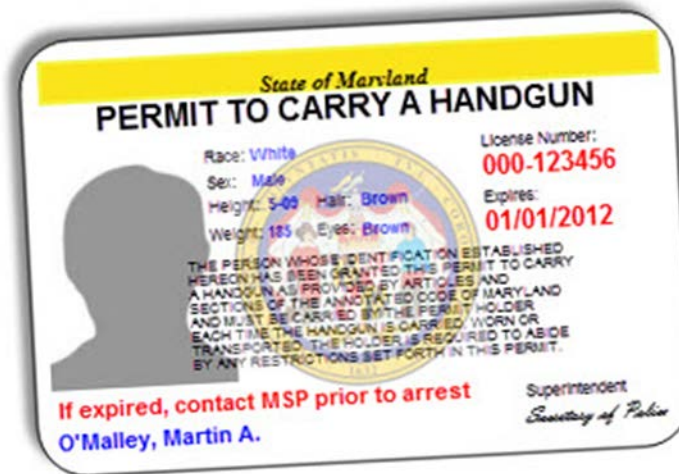 State of Maryland
PERMIT TO CARRY A HANDGUN
Race: White
Sex: Male
Height: 5-09 Hair: Brown
Weight: 185 Eyes: Brown
License Number:
000-123456
Expires:
01/01/2012
THE PERSON WHOSE IDENTIFICATION ESTABLISHED
HEREON HAS BEEN GRANTED THIS PERMIT TO CARRY
A HANDGUN AS PROVIDED BY ARTICLES AND
SECTIONS OF THE ANNOTATED CODE OF MARYLAND
AND MUST BE CARRIED BY THE PERMIT HOLDER
EACH TIME THE HANDGUN IS CARRIED, WORN OR
TRANSPORTED. THE HOLDER IS REQUIRED TO ABIDE
BY ANY RESTRICTIONS SET FORTH IN THIS PERMIT.
1632
If expired, contact MSP prior to arrest
O'Malley, Martin A.
Superintendent
Secretary of Police